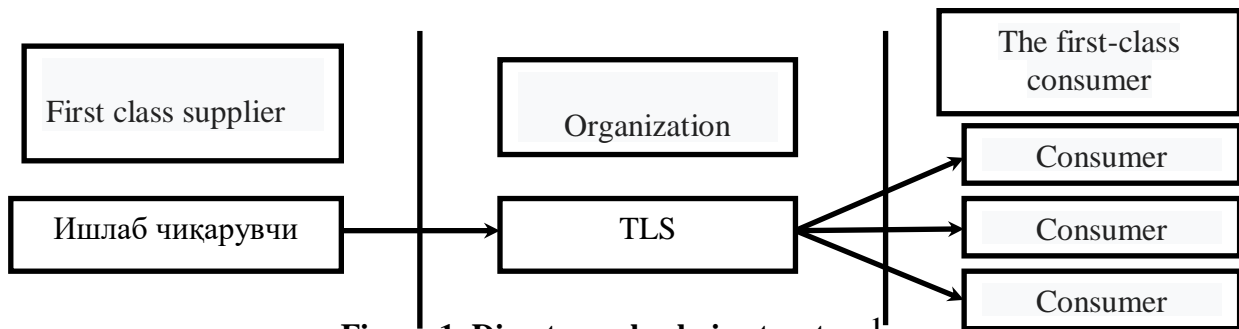 First class supplier
Organization
The first-class
consumer
Ишлаб чиқарувчи
TLS
Consumer
Consumer
Consumer